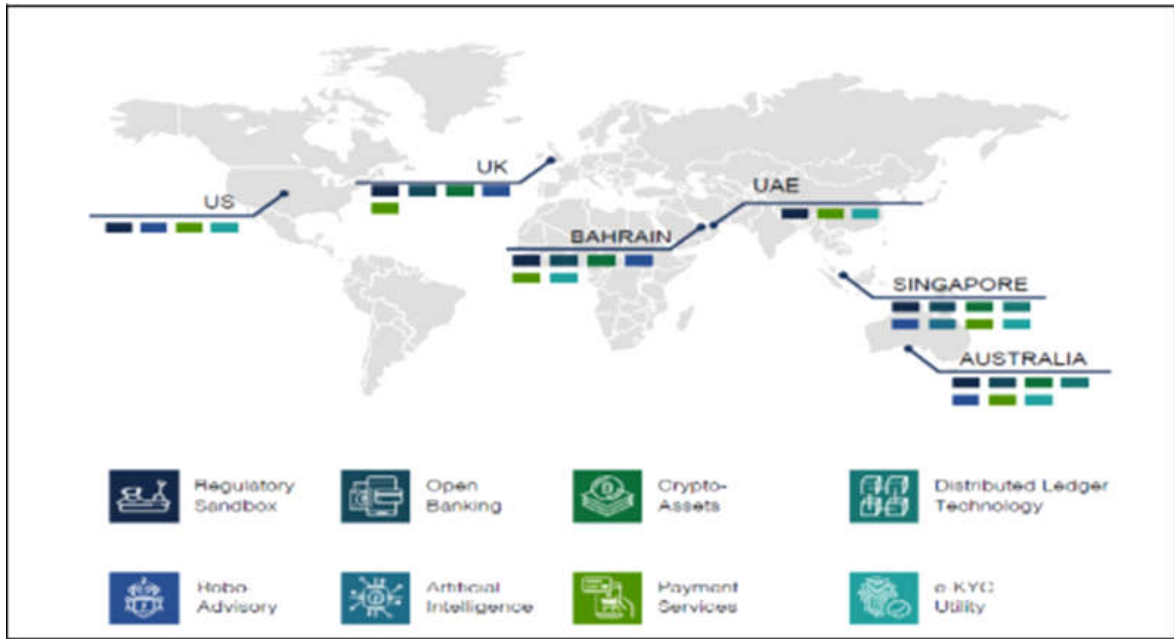 UK
US
UAE
BAHRAIN
SINGAPORE
AUSTRALIA
Regulatory
Sandbox
Open
Banking
Crypto-
Assets
Distributed Ledger
Technology
Robo-
Advisory
Artificial
Intelligence
Payment
Services
e-KYC
Utility